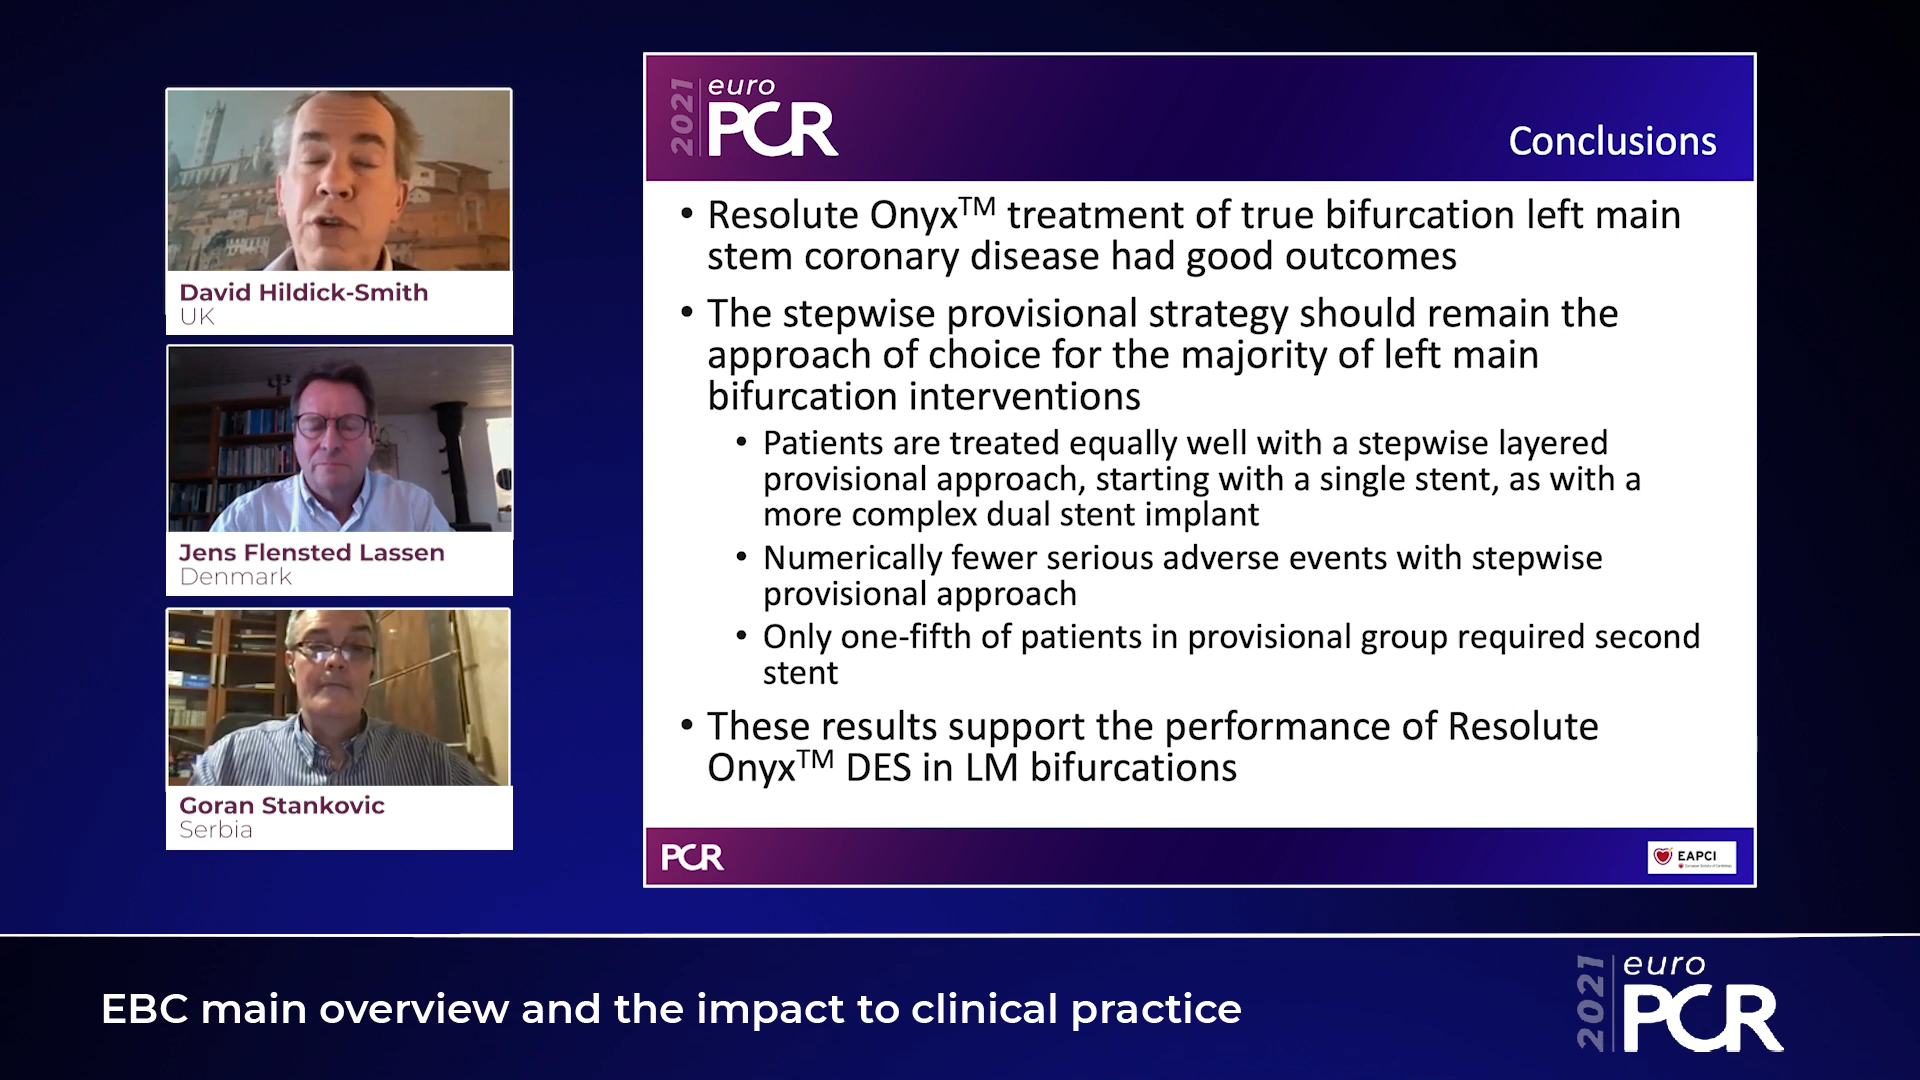 David Hildick-Smith
UK
Jens Flensted Lassen
Denmark
Goran Stankovic
Serbia
2021 euro
PCR
Conclusions
• Resolute Onyx™ treatment of true bifurcation left main
stem coronary disease had good outcomes
• The stepwise provisional strategy should remain the
approach of choice for the majority of left main
bifurcation interventions
• Patients are treated equally well with a stepwise layered
provisional approach, starting with a single stent, as with a
more complex dual stent implant
• Numerically fewer serious adverse events with stepwise
provisional approach
• Only one-fifth of patients in provisional group required second
stent
• These results support the performance of Resolute
Onyx™ DES in LM bifurcations
PCR
EAPCI
EBC main overview and the impact to clinical practice
2021 euro
PCR